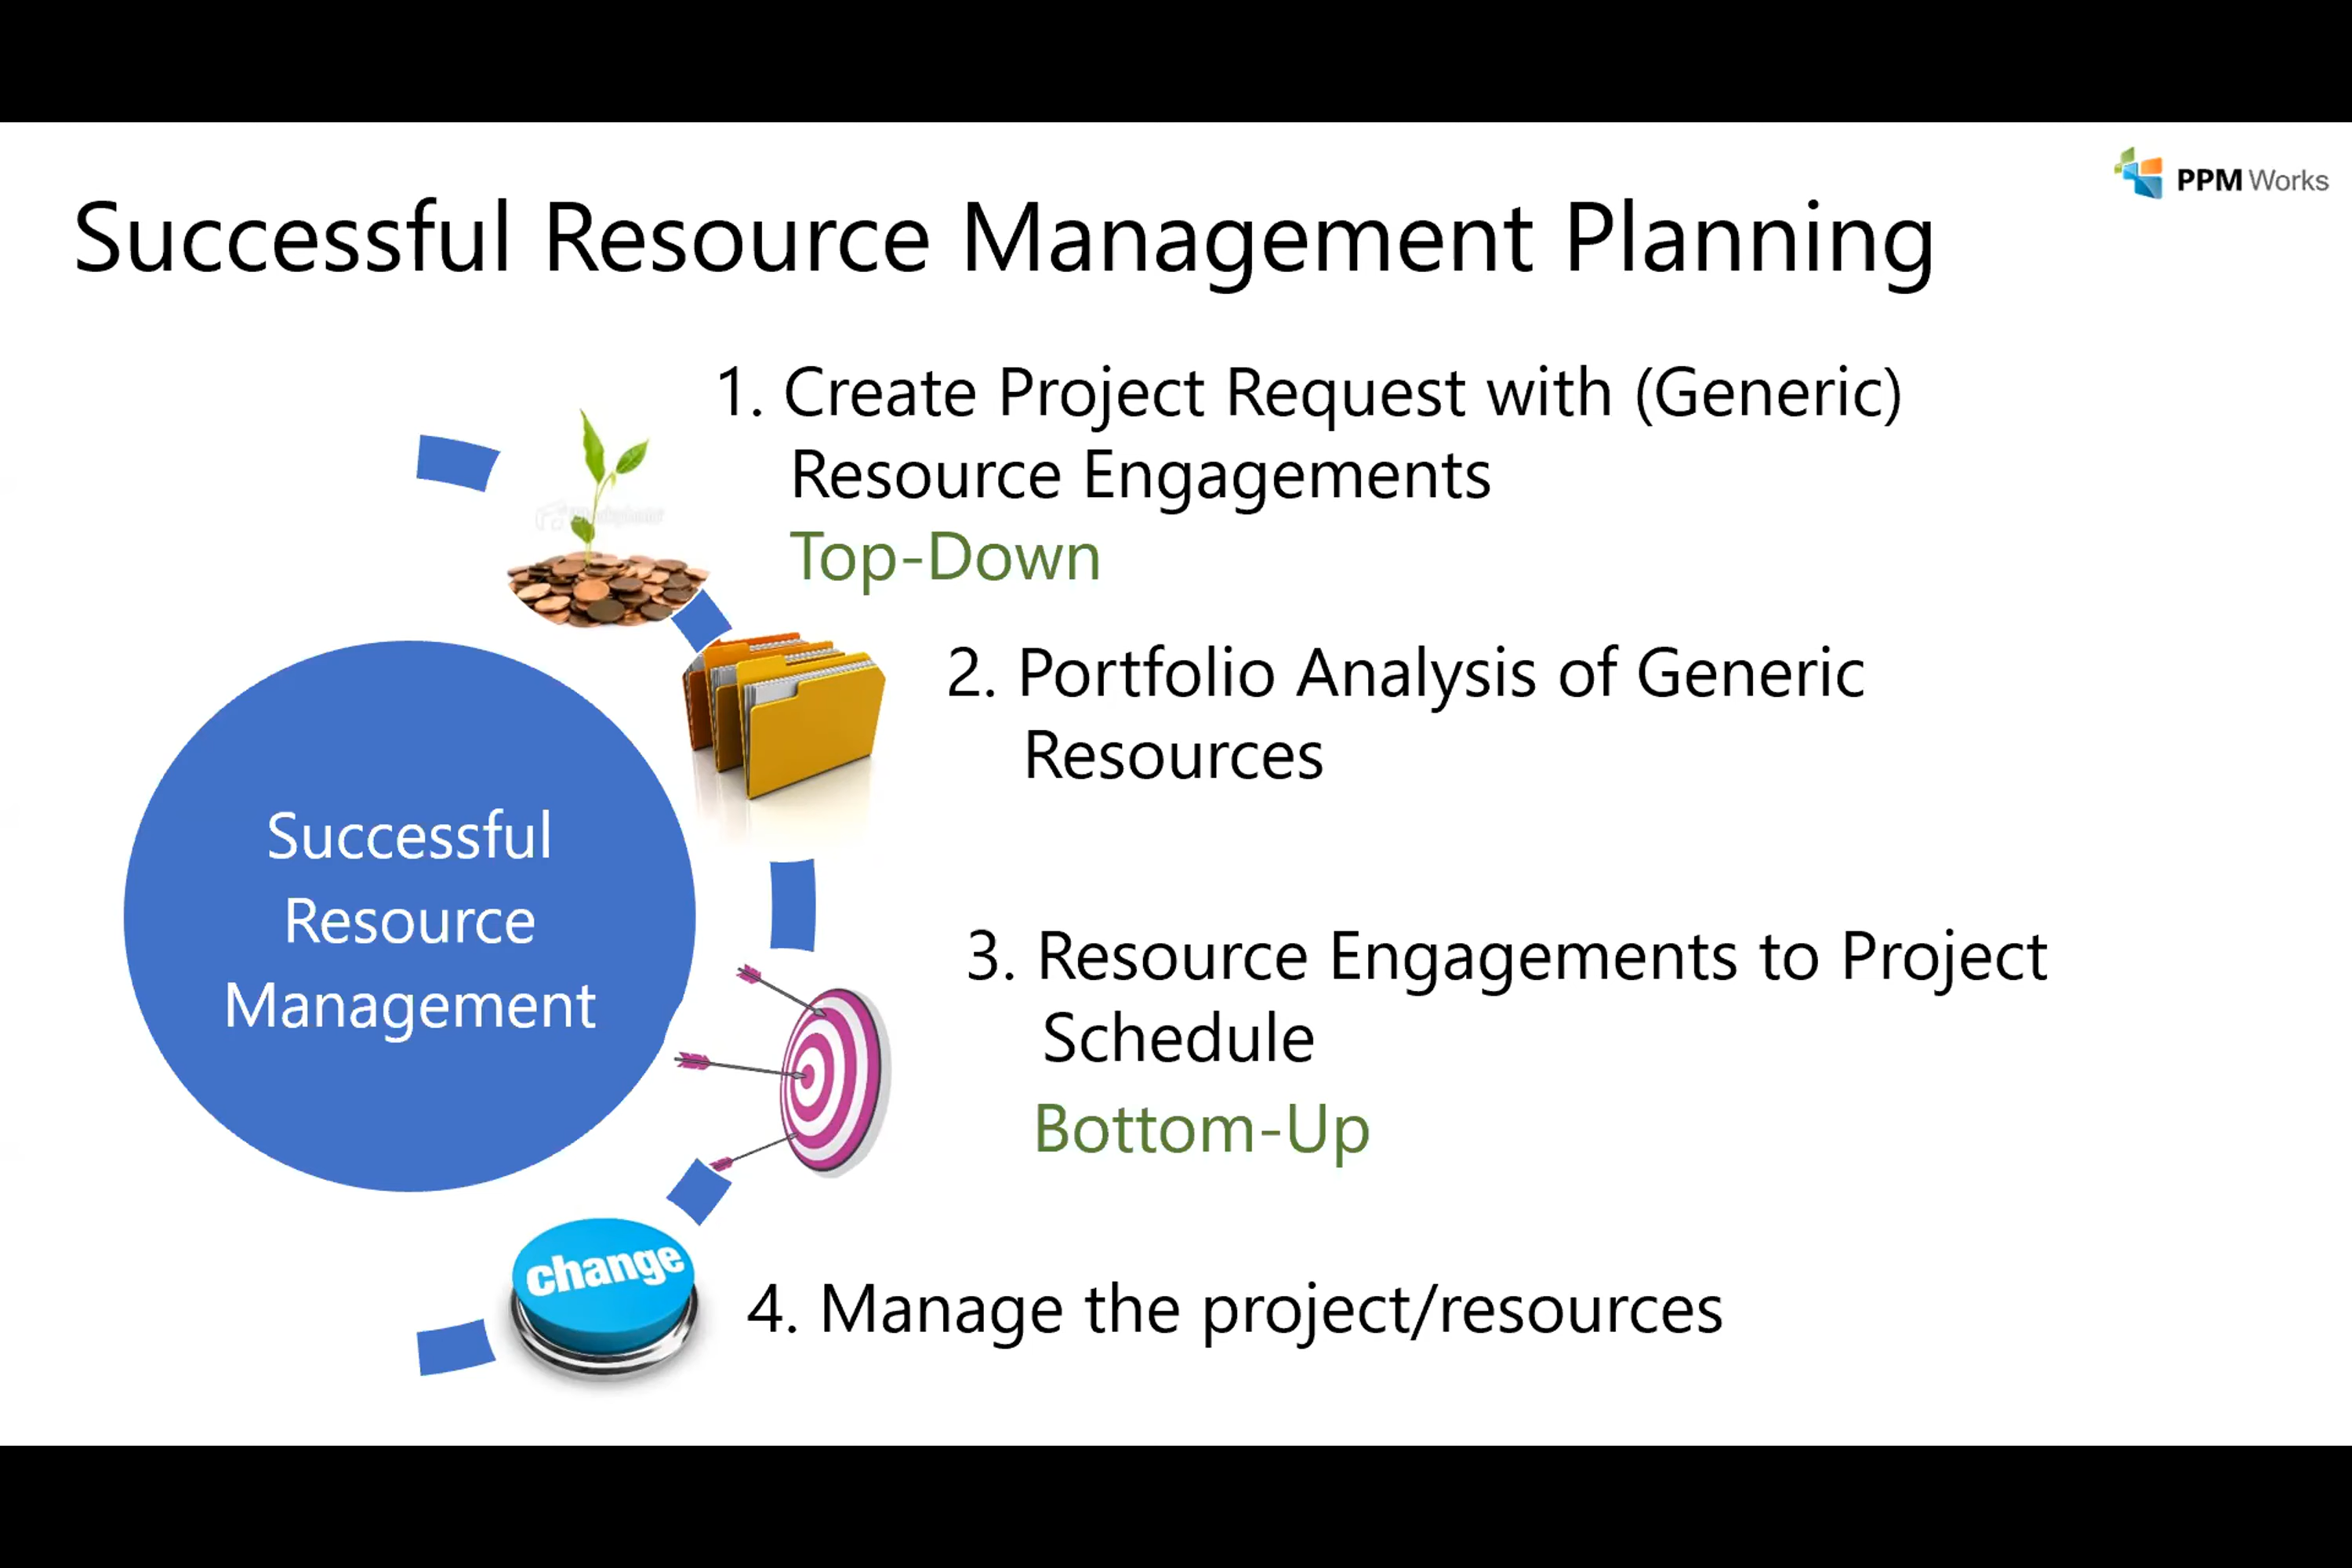 PPM Works
Successful Resource Management Planning
1. Create Project Request with (Generic)
Resource Engagements
Top-Down
2. Portfolio Analysis of Generic
Resources
Successful
Resource
Management
3. Resource Engagements to Project
Schedule
Bottom-Up
change
4. Manage the project/resources